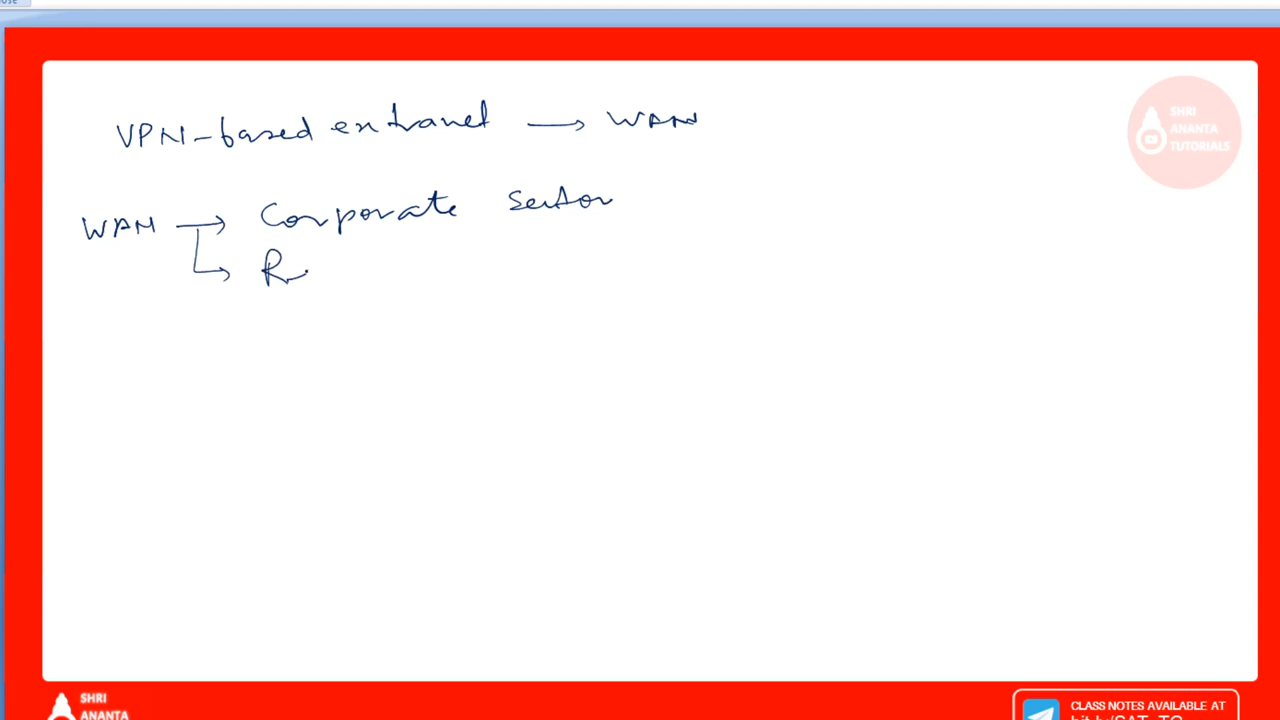 VPN-based extranet → WAN
WAN → Corporate Sector
→ R
SHRI
ANANTA
TUTORIALS
SHRI
ANANTA
CLASS NOTES AVAILABLE AT